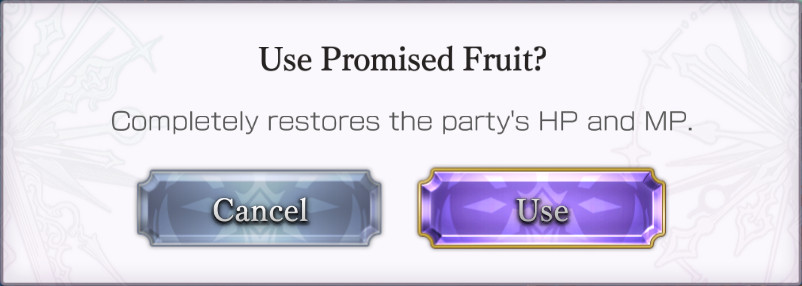 Use Promised Fruit?
Completely restores the party's HP and MP.
Cancel
Use